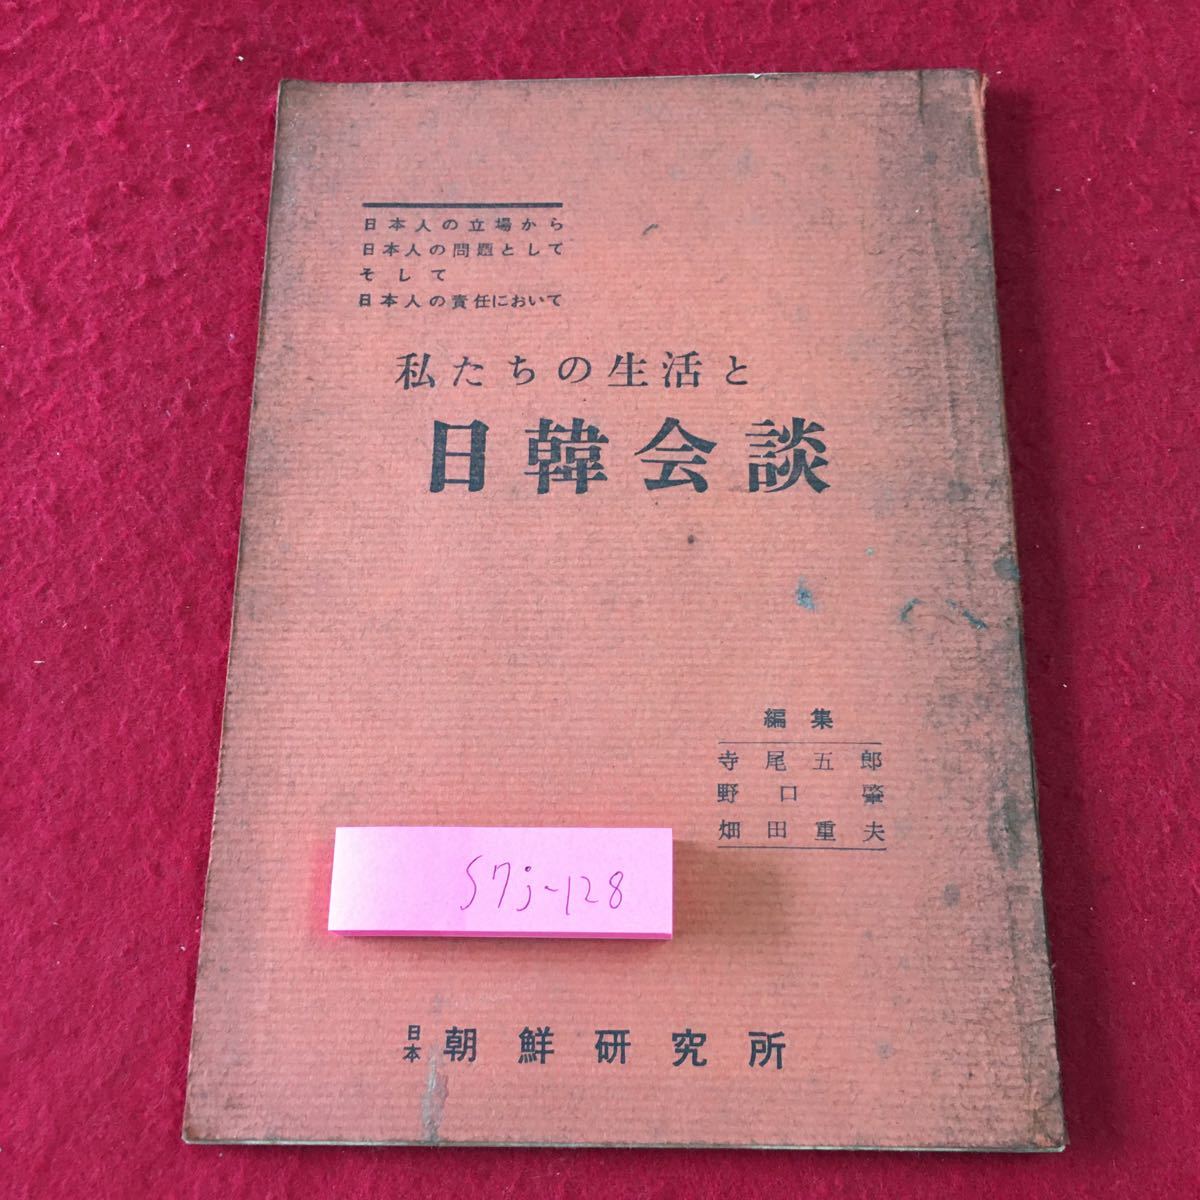 日本人の立場から
日本人の問題として
そして
日本人の責任において
私たちの生活と
日韓会談
編集
寺尾五郎
野口肇
畑田重夫
S7j-128
日本朝鮮研究所